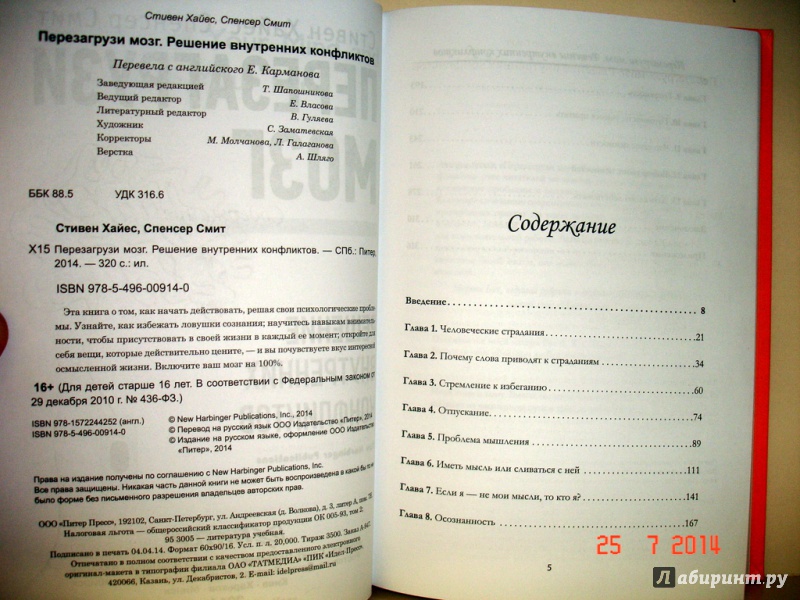 Стивен Хайес, Спенсер Смит
Перезагрузи мозг. Решение внутренних конфликтов
Перевела с английского Е. Карманова
Заведующая редакцией Т. Шапошникова
Ведущий редактор Е. Власова
Литературный редактор В. Гуляева
Художник С. Заматевская
Корректоры М. Молчанова, Л. Галаганова
Верстка А. Шляго
ББК 88.5 УДК 316.6
Стивен Хайес, Спенсер Смит
Х15 Перезагрузи мозг. Решение внутренних конфликтов. — СПб.: Питер,
2014. — 320 с.: ил.
ISBN 978-5-496-00914-0
Эта книга о том, как начать действовать, решая свои психологические пробле-
мы. Узнайте, как избежать ловушки сознания; научитесь навыкам вниматель-
ности, чтобы присутствовать в своей жизни в каждый ее момент; откройте для
себя вещи, которые действительно цените, — и вы почувствуете вкус интересной
осмысленной жизни. Включите ваш мозг на 100%.
16+ (Для детей старше 16 лет. В соответствии с Федеральным законом от
29 декабря 2010 г. № 436-ФЗ.)
ISBN 978-1572244252 (англ.) © New Harbinger Publications, Inc., 2014
ISBN 978-5-496-00914-0 © Перевод на русский язык ООО Издательство «Питер», 2014
© Издание на русском языке, оформление ООО Издательство
«Питер», 2014
Права на издание получены по соглашению с New Harbinger Publications, Inc.
Все права защищены. Никакая часть данной книги не может быть воспроизведена в какой бы то ни
было форме без письменного разрешения владельцев авторских прав.
ООО «Питер Пресс», 192102, Санкт-Петербург, ул. Андреевская (д. Волкова), д. 3, литер А, пом. 7Н.
Налоговая льгота — общероссийский классификатор продукции ОК 005-93, том 2;
95 3005 — литература учебная.
Подписано в печать 04.04.14. Формат 60х90/16. Усл. п. л. 20,000. Тираж 3500. Заказ А-847.
Отпечатано в полном соответствии с качеством предоставленного электронного
оригинал-макета в типографии филиала ОАО «ТАТМЕДИА» «ПИК «Идел-Пресс».
420066, Казань, ул. Декабристов, 2. E-mail: idelpress@mail.ru
Содержание
Введение 8
Глава 1. Человеческие страдания 21
Глава 2. Почему слова приводят к страданиям 34
Глава 3. Стремление к избеганию 60
Глава 4. Отпускание 74
Глава 5. Проблема мышления 89
Глава 6. Иметь мысль или сливаться с ней 111
Глава 7. Если я — не мои мысли, то кто я? 141
Глава 8. Осознанность 167
5
25 7 2014
Лабиринт.ру